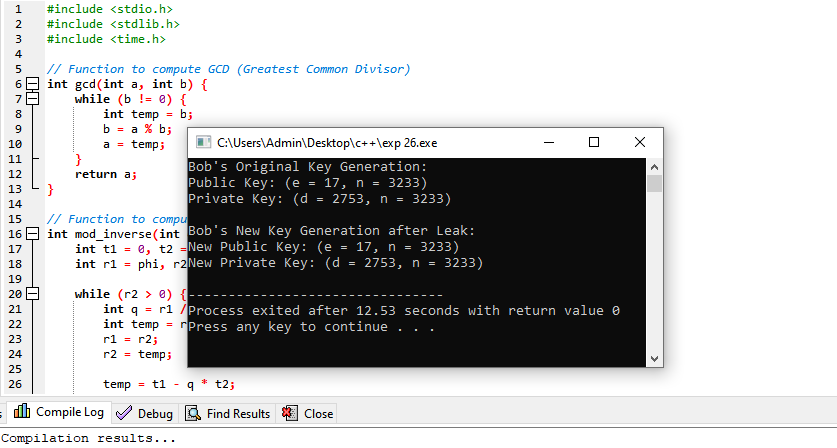 1 #include <stdio.h>
2 #include <stdlib.h>
3 #include <time.h>
4
5 // Function to compute GCD (Greatest Common Divisor)
6 int gcd(int a, int b) {
7 while (b != 0) {
8 int temp = b;
9 b = a % b;
10 a = temp;
11 }
12 return a;
13 }
14
15 // Function to compu
16 int mod_inverse(int
17 int t1 = 0, t2 =
18 int r1 = phi, r2
19
20 while (r2 > 0) {
21 int q = r1 /
22 int temp = r
23 r1 = r2;
24 r2 = temp;
25
26 temp = t1 - q * t2;
C:\Users\Admin\Desktop\c++\exp 26.exe
Bob's Original Key Generation:
Public Key: (e = 17, n = 3233)
Private Key: (d = 2753, n = 3233)
Bob's New Key Generation after Leak:
New Public Key: (e = 17, n = 3233)
New Private Key: (d = 2753, n = 3233)
--------------------------------
Process exited after 12.53 seconds with return value 0
Press any key to continue . . .
s Compile Log Debug Find Results Close
Compilation results...